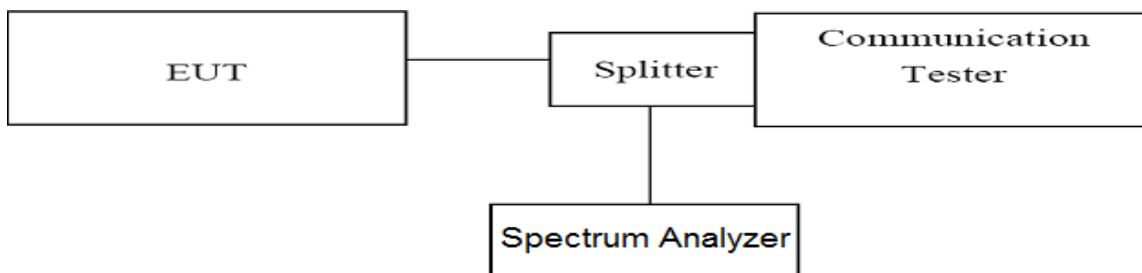 EUT
Splitter
Communication
Tester
Spectrum Analyzer